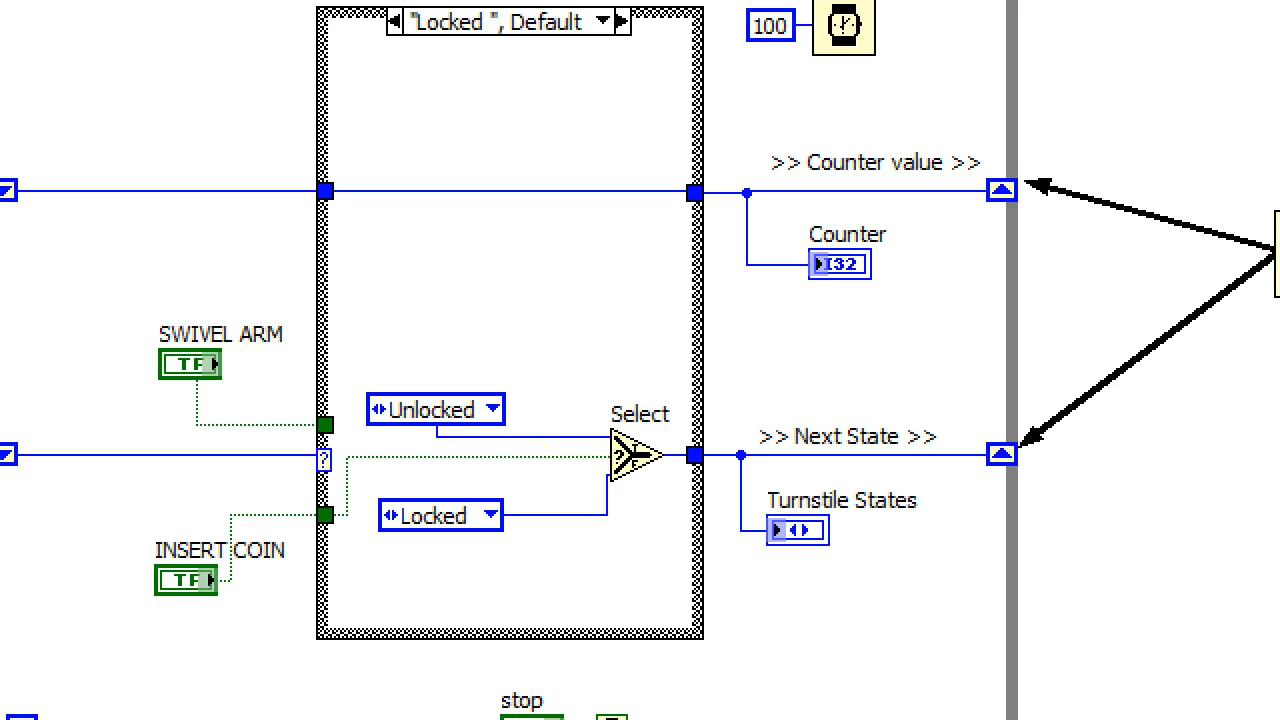 "Locked ", Default
100
>> Counter value >>
Counter
I32
SWIVEL ARM
TF
Unlocked
Select
?
?
>> Next State >>
Locked
Turnstile States
INSERT COIN
TF
stop